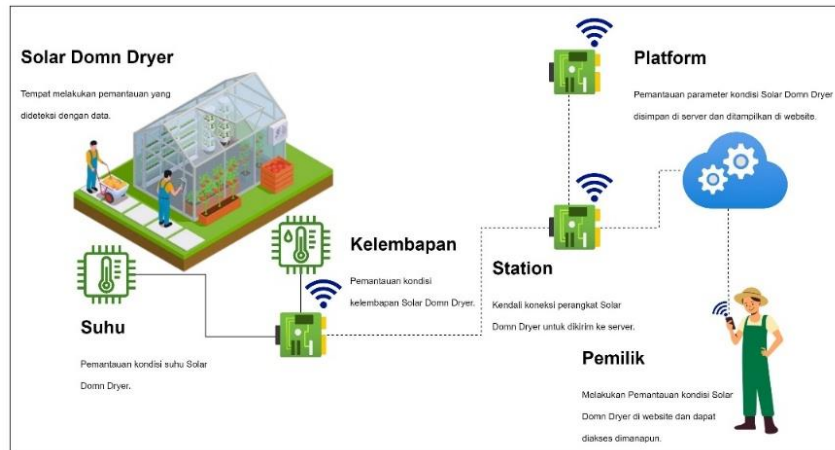 Solar Domn Dryer
Tempat melakukan pemantauan yang
dideteksi dengan data.
Platform
Pemantauan parameter kondisi Solar Domn Dryer
disimpan di server dan ditampilkan di website.
Kelembapan
Pemantauan kondisi
kelembapan Solar Domn Dryer.
Station
Kendali koneksi perangkat Solar
Domn Dryer untuk dikirim ke server.
Suhu
Pemantauan kondisi suhu Solar
Domn Dryer.
Pemilik
Melakukan Pemantauan kondisi Solar
Domn Dryer di website dan dapat
diakses dimanapun.